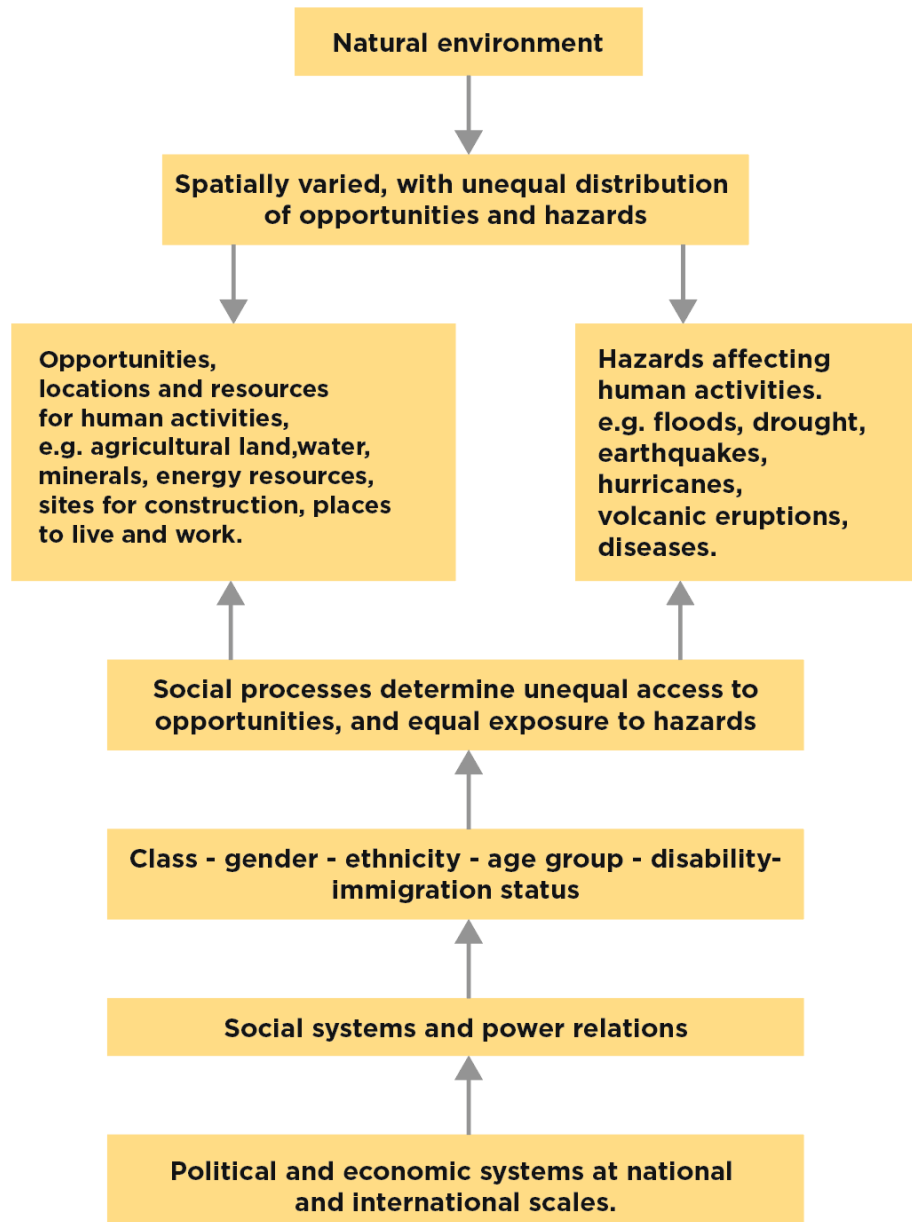 Natural environment
Spatially varied, with unequal distribution
of opportunities and hazards
Opportunities,
locations and resources
for human activities,
e.g. agricultural land,water,
minerals, energy resources,
sites for construction, places
to live and work.
Hazards affecting
human activities.
e.g. floods, drought,
earthquakes,
hurricanes,
volcanic eruptions,
diseases.
Social processes determine unequal access to
opportunities, and equal exposure to hazards
Class - gender - ethnicity - age group - disability-
immigration status
Social systems and power relations
Political and economic systems at national
and international scales.